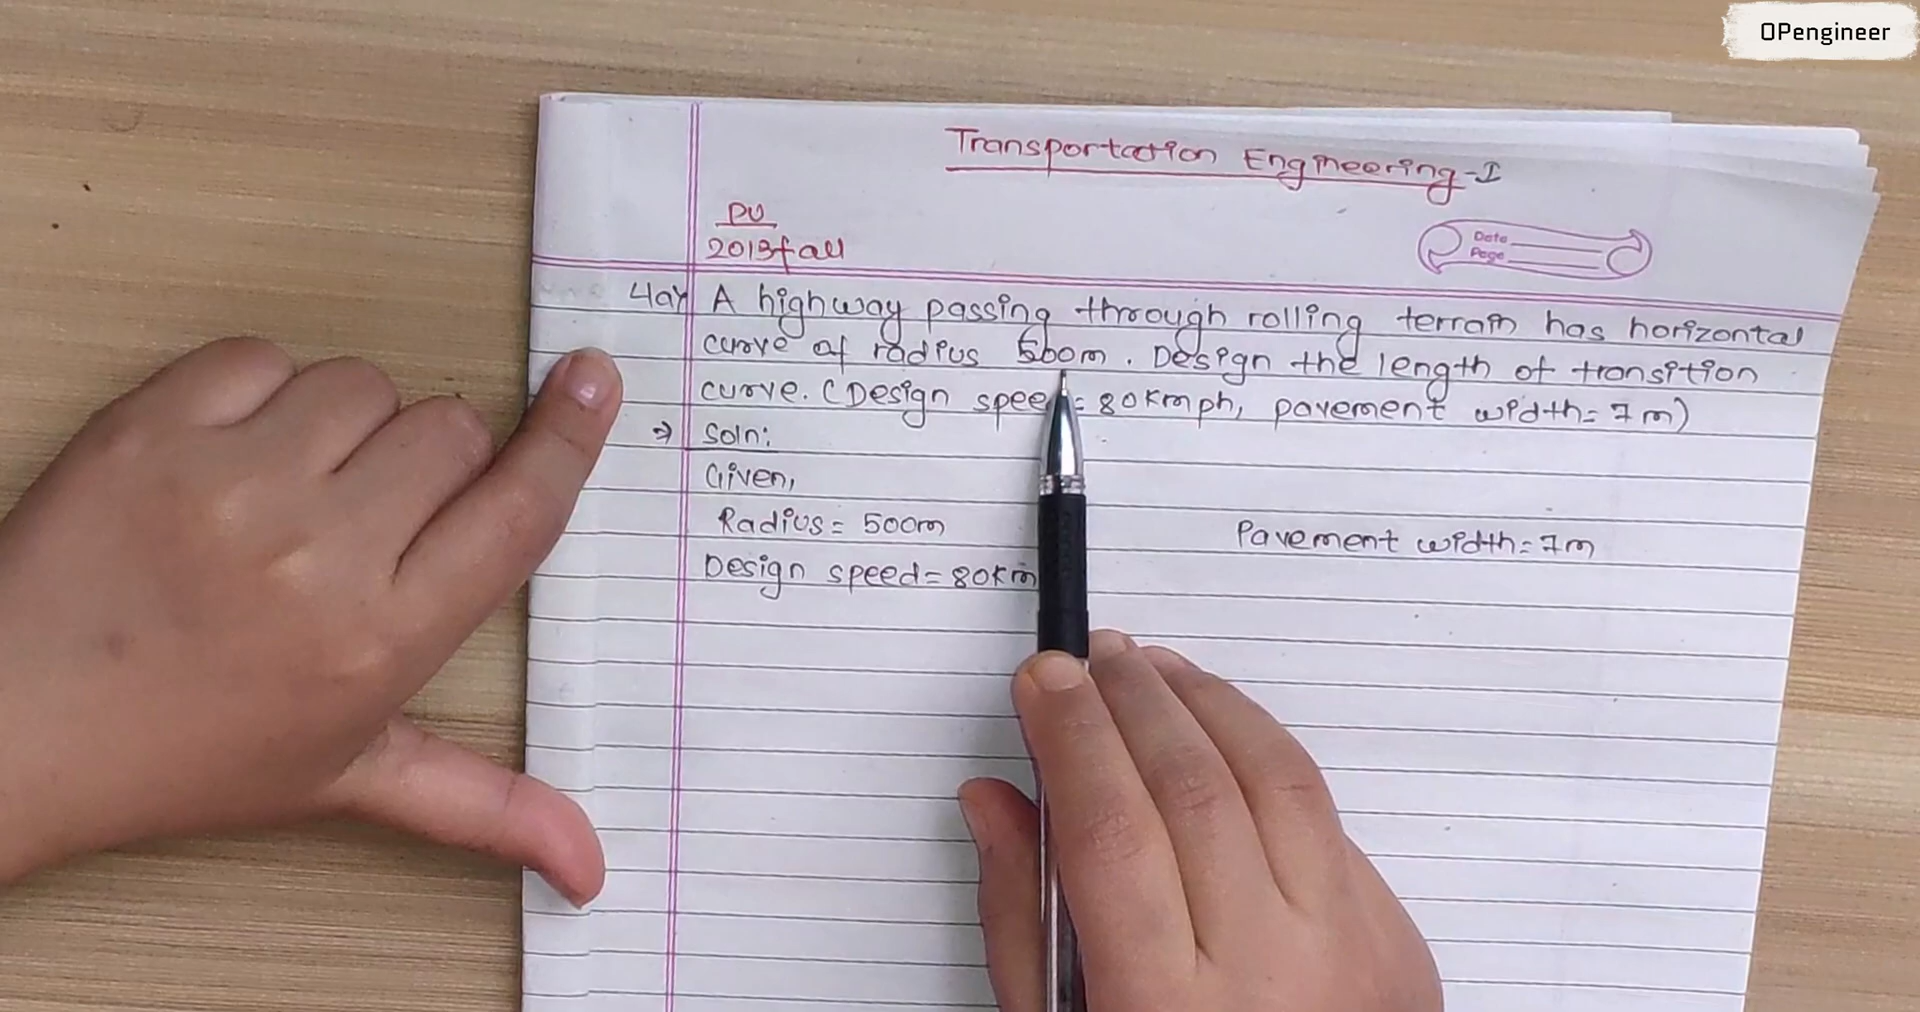 OPengineer
Transportation Engineering-I
PU
2013fall
Date
Page
4a) A highway passing through rolling terrain has horizontal
curve of radius 500m. Design the length of transition
curve. (Design speed = 80kmph, pavement width = 7m)
⇒ Soln:
Given,
Radius = 500m Pavement width = 7m
Design speed = 80km